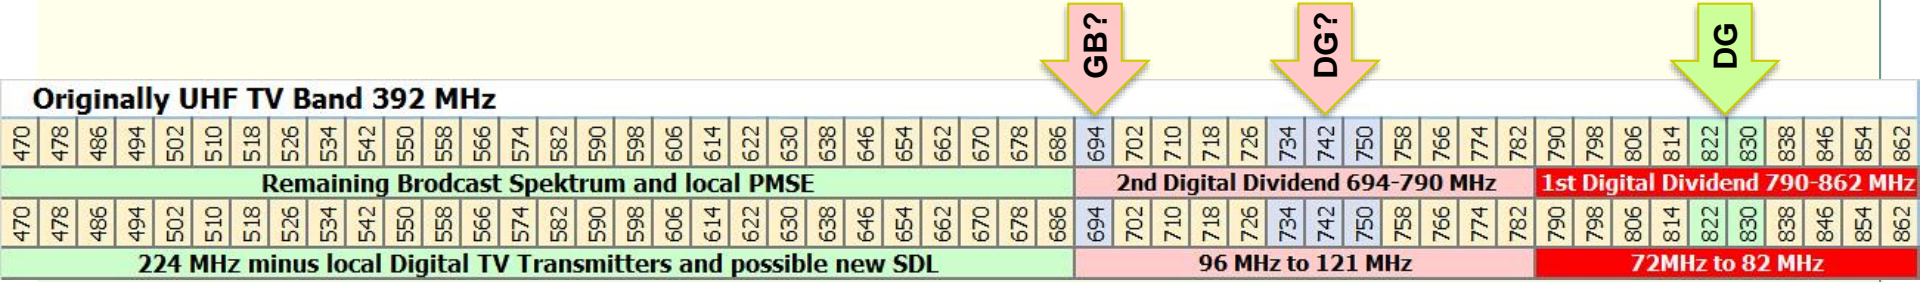 GB?
DG?
DG
Originally UHF TV Band 392 MHz
470 478 486 494 502 510 518 526 534 542 550 558 566 574 582 590 598 606 614 622 630 638 646 654 662 670 678 686 694 702 710 718 726 734 742 750 758 766 774 782 790 798 806 814 822 830 838 846 854 862
Remaining Brodcast Spektrum and local PMSE 2nd Digital Dividend 694-790 MHz 1st Digital Dividend 790-862 MHz
470 478 486 494 502 510 518 526 534 542 550 558 566 574 582 590 598 606 614 622 630 638 646 654 662 670 678 686 694 702 710 718 726 734 742 750 758 766 774 782 790 798 806 814 822 830 838 846 854 862
224 MHz minus local Digital TV Transmitters and possible new SDL 96 MHz to 121 MHz 72MHz to 82 MHz